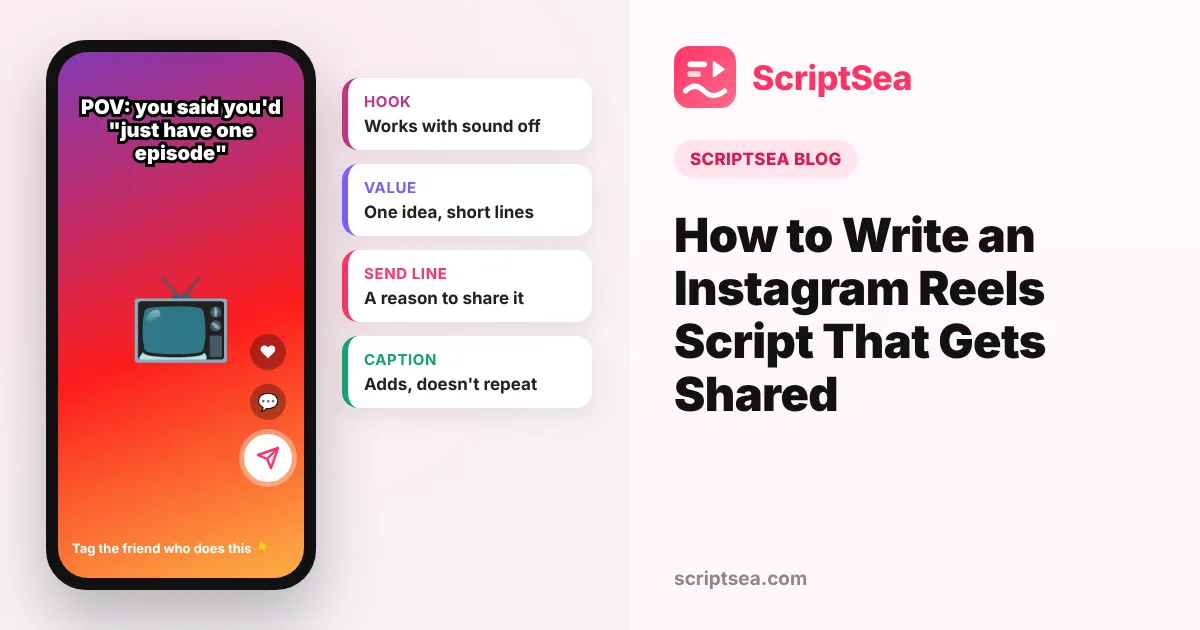 POV: you said you'd
"just have one
episode"
Tag the friend who does this 👇
HOOK
Works with sound off
VALUE
One idea, short lines
SEND LINE
A reason to share it
CAPTION
Adds, doesn't repeat
ScriptSea
SCRIPTSEA BLOG
How to Write an
Instagram Reels
Script That Gets
Shared
scriptsea.com